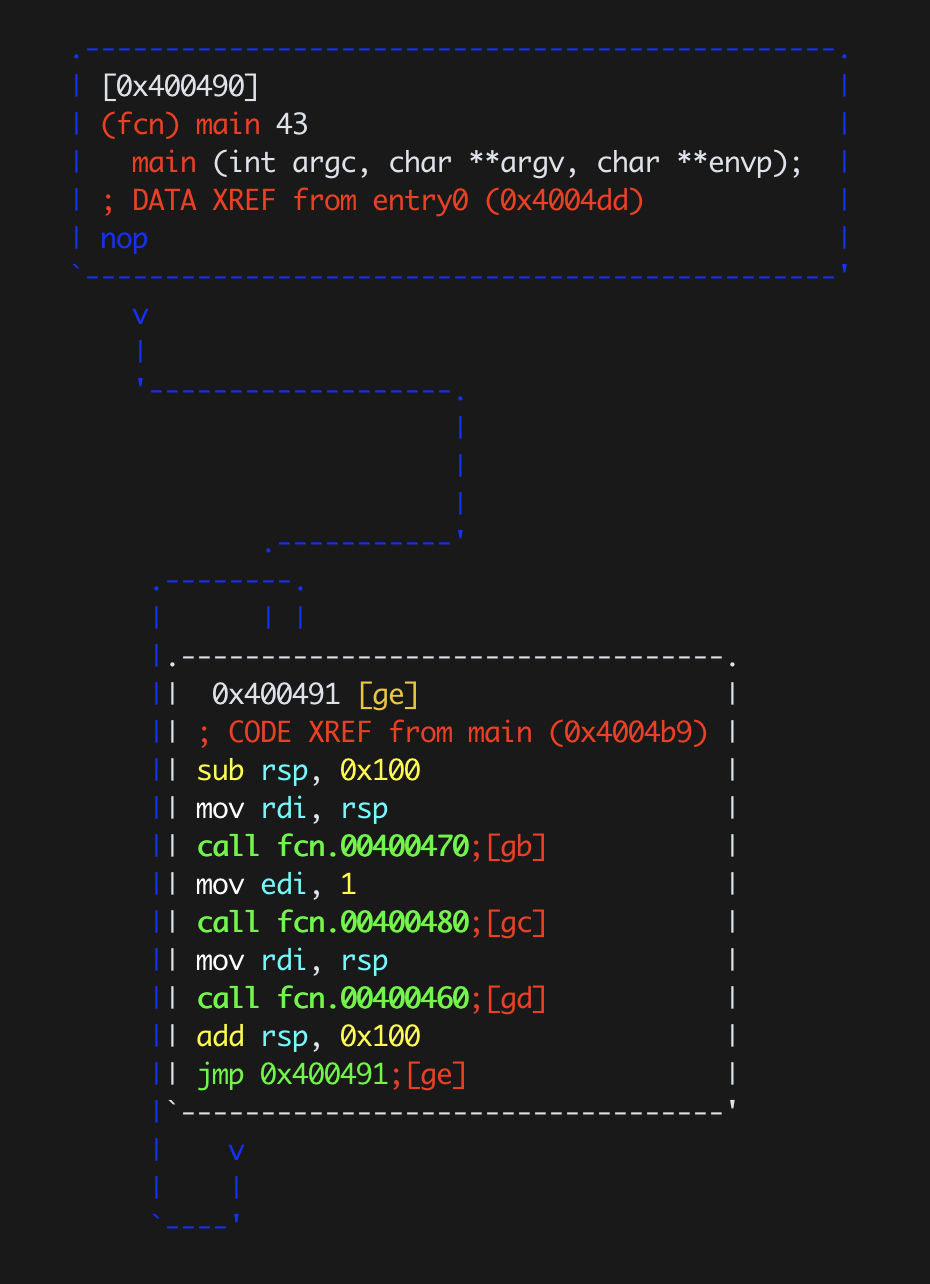 [0x400490]
(fcn) main 43
main (int argc, char **argv, char **envp);
; DATA XREF from entry0 (0x4004dd)
nop
v
0x400491 [ge]
; CODE XREF from main (0x4004b9)
sub rsp, 0x100
mov rdi, rsp
call fcn.00400470;[gb]
mov edi, 1
call fcn.00400480;[gc]
mov rdi, rsp
call fcn.00400460;[gd]
add rsp, 0x100
jmp 0x400491;[ge]
v